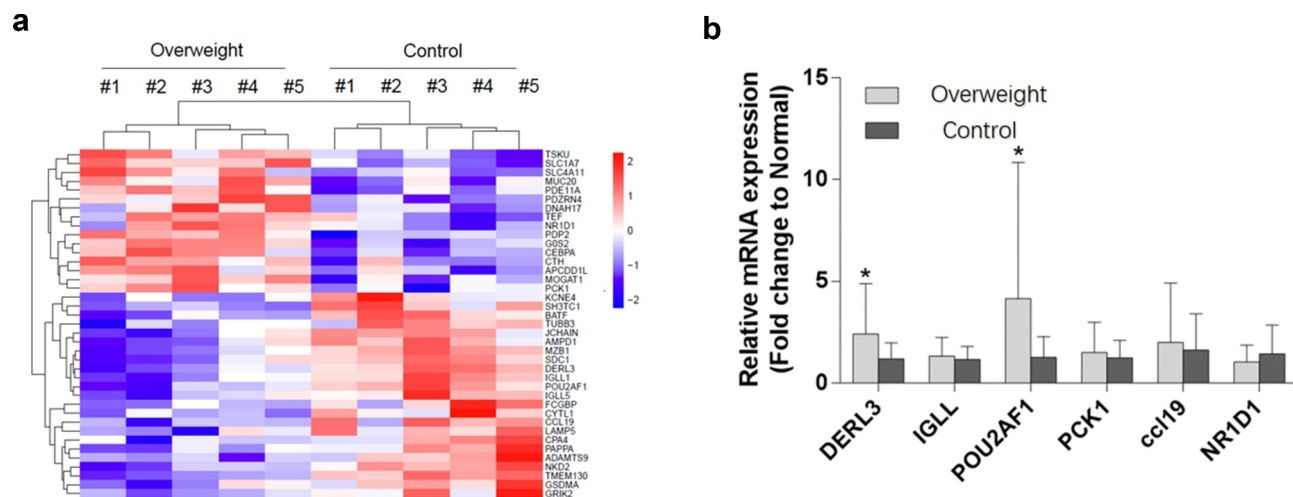 a
Overweight Control
#1 #2 #3 #4 #5 #1 #2 #3 #4 #5
TSKU
SLC1A7
SLC4A11
MUC20
PDE11A
PDZRN4
DNAH17
TEF
NR1D1
PDP2
G0S2
CEBPA
CTH
APCDD1L
MOGAT1
PCK1
KCNE4
SH3TC1
BATF
TUBB3
JCHAIN
AMPD1
MZB1
SDC1
DERL3
IGLL1
POU2AF1
IGLL5
FCGBP
CYTL1
CCL19
LAMP5
CPA4
PAPPA
ADAMTS9
NKD2
TMEM130
GSDMA
GRIK2
2
1
0
−1
−2
b
Relative mRNA expression
(Fold change to Normal)
15
10
5
0
Overweight
Control
*
*
DERL3 IGLL POU2AF1 PCK1 ccl19 NR1D1